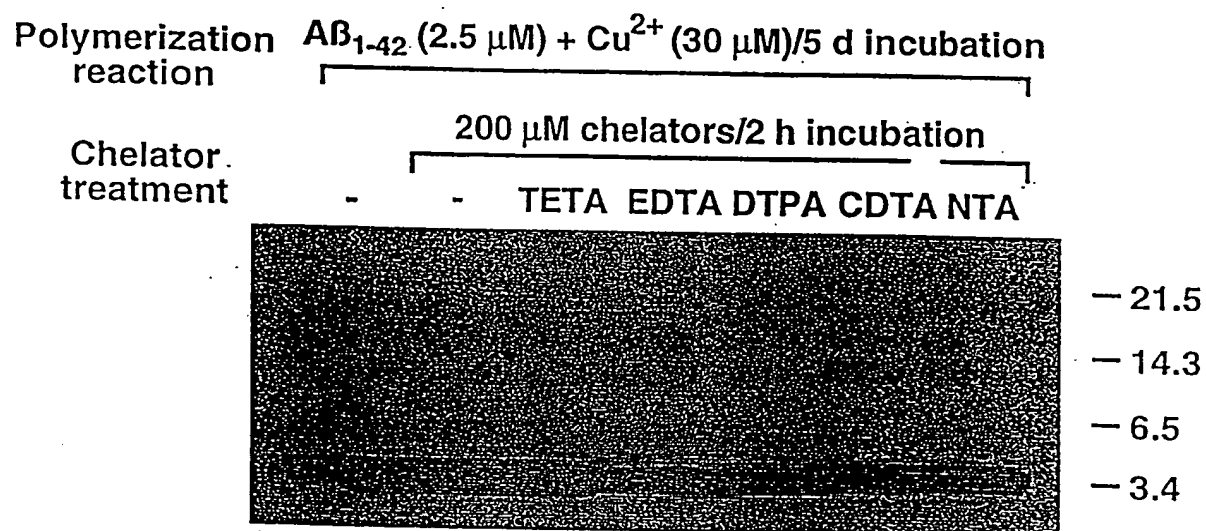 Polymerization Aß1-42 (2.5 µM) + Cu2+ (30 µM)/5 d incubation
reaction
200 µM chelators/2 h incubation
Chelator
treatment - - TETA EDTA DTPA CDTA NTA
21.5
14.3
6.5
3.4